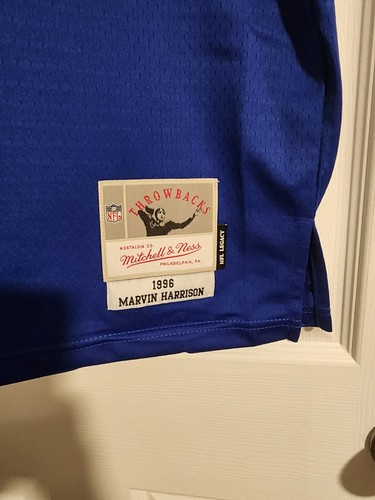 THROWBACKS
NFL
NOSTALGIA CO.
Mitchell & Ness
PHILADELPHIA, PA.
NFL LEGACY
1996
MARVIN HARRISON